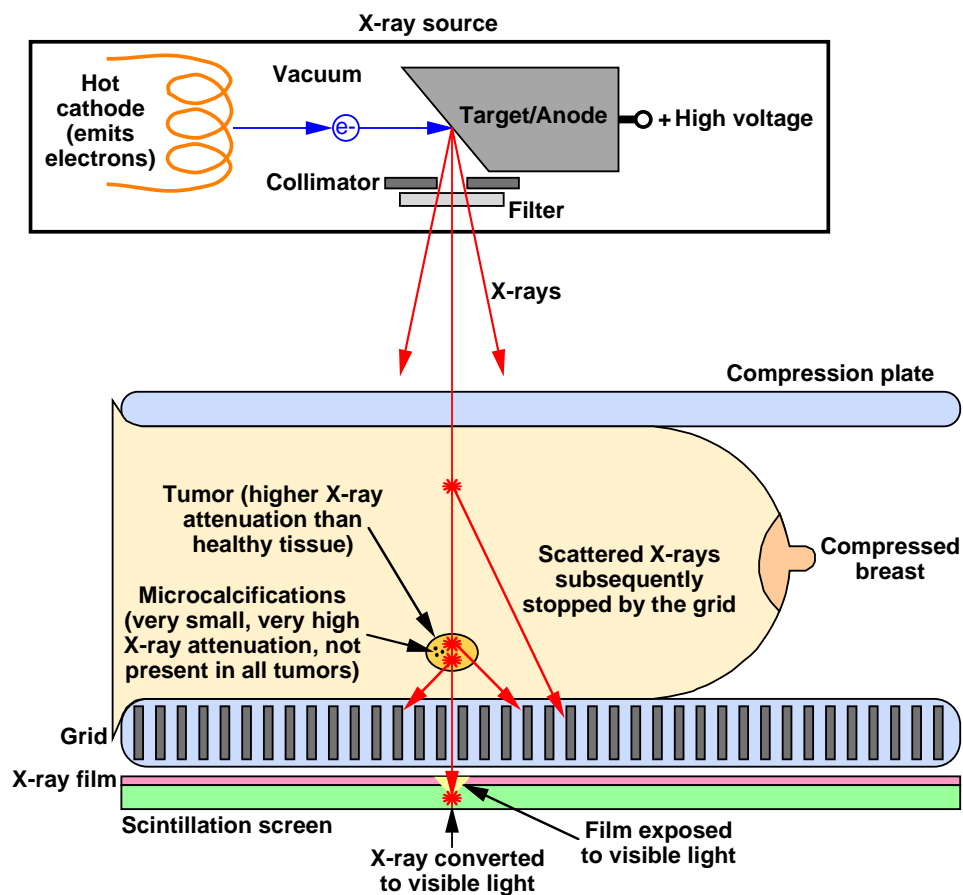 X-ray source
Hot
cathode
(emits
electrons)
Vacuum
e-
Target/Anode
+ High voltage
Collimator
Filter
X-rays
Compression plate
Tumor (higher X-ray
attenuation than
healthy tissue)
Microcalcifications
(very small, very high
X-ray attenuation, not
present in all tumors)
Scattered X-rays
subsequently
stopped by the grid
Compressed
breast
Grid
X-ray film
Scintillation screen
X-ray converted
to visible light
Film exposed
to visible light